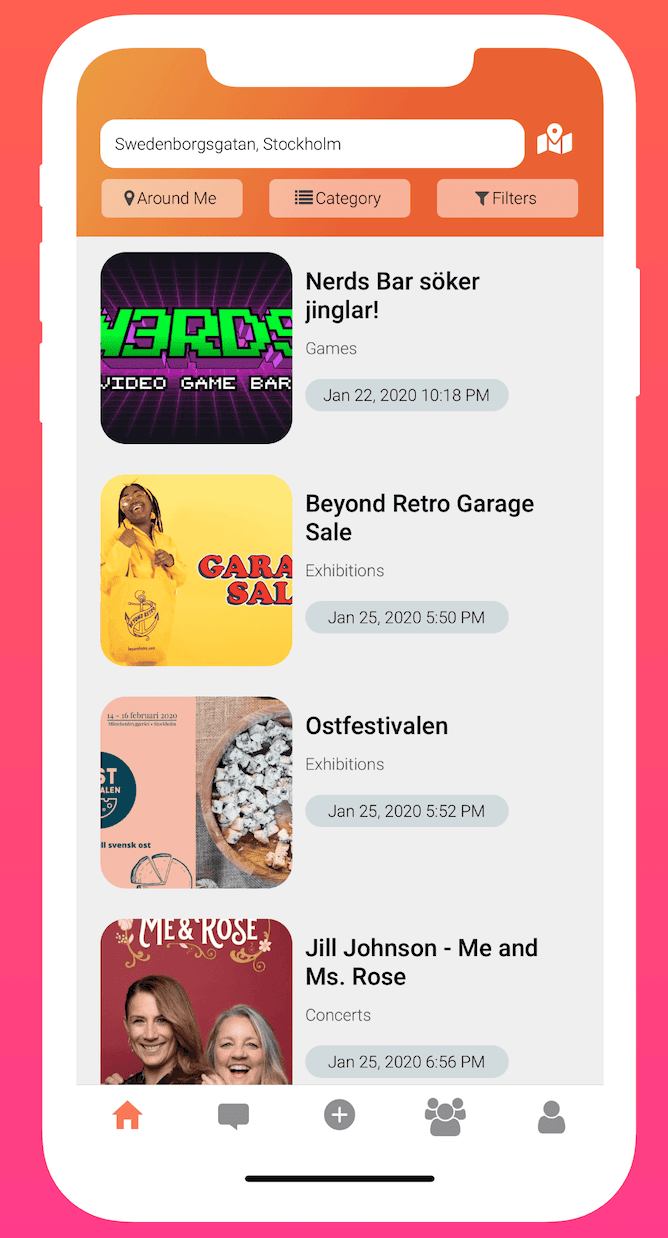 Swedenborgsgatan, Stockholm
Around Me
Category
Filters
N3RDS
VIDEO GAME BAR
Nerds Bar söker
jinglar!
Games
Jan 22, 2020 10:18 PM
GARA
SAL
BEYOND RETRO
Beyond Retro Garage
Sale
Exhibitions
Jan 25, 2020 5:50 PM
14 – 16 februari 2020
ST
ALEN
ll svensk ost
Ostfestivalen
Exhibitions
Jan 25, 2020 5:52 PM
ME & ROSE
Jill Johnson - Me and
Ms. Rose
Concerts
Jan 25, 2020 6:56 PM